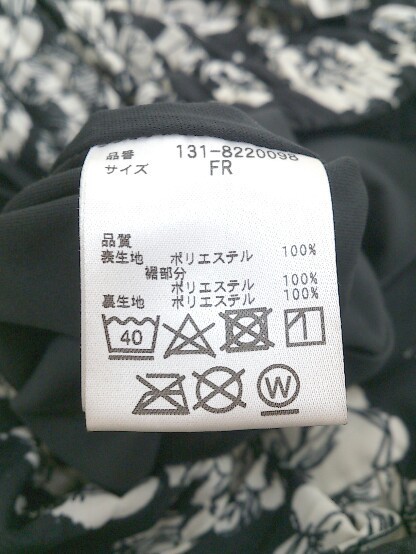 品番 131-8220098
サイズ FR
品質
表生地 ポリエステル 100%
裾部分
ポリエステル 100%
裏生地 ポリエステル 100%
40
W